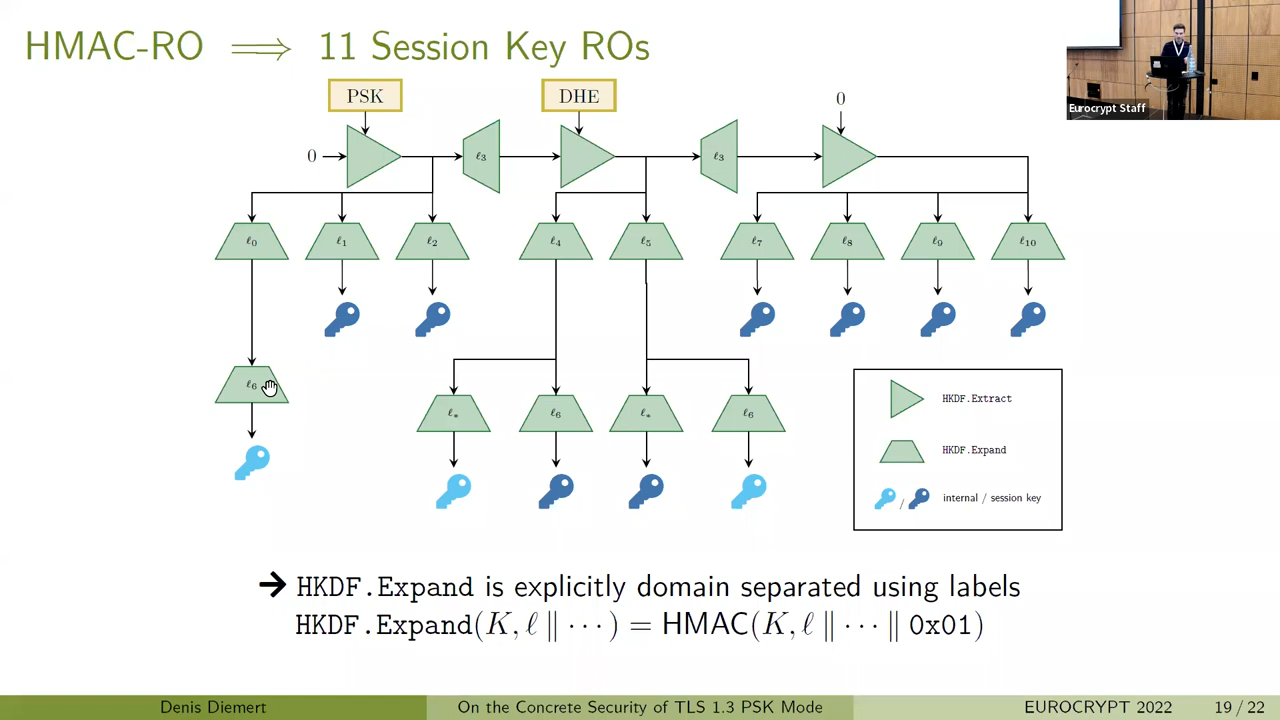 HMAC-RO ⟹ 11 Session Key ROs
PSK
DHE
0
0
ℓ₃
ℓ₃
ℓ₀
ℓ₁
ℓ₂
ℓ₄
ℓ₅
ℓ₇
ℓ₈
ℓ₉
ℓ₁₀
ℓ₆
ℓ*
ℓ₆
ℓ*
ℓ₆
HKDF.Extract
HKDF.Expand
/ internal / session key
➔ HKDF.Expand is explicitly domain separated using labels
HKDF.Expand(K, ℓ ∥ ⋯) = HMAC(K, ℓ ∥ ⋯ ∥ 0x01)
Eurocrypt Staff
Denis Diemert On the Concrete Security of TLS 1.3 PSK Mode EUROCRYPT 2022 19 / 22